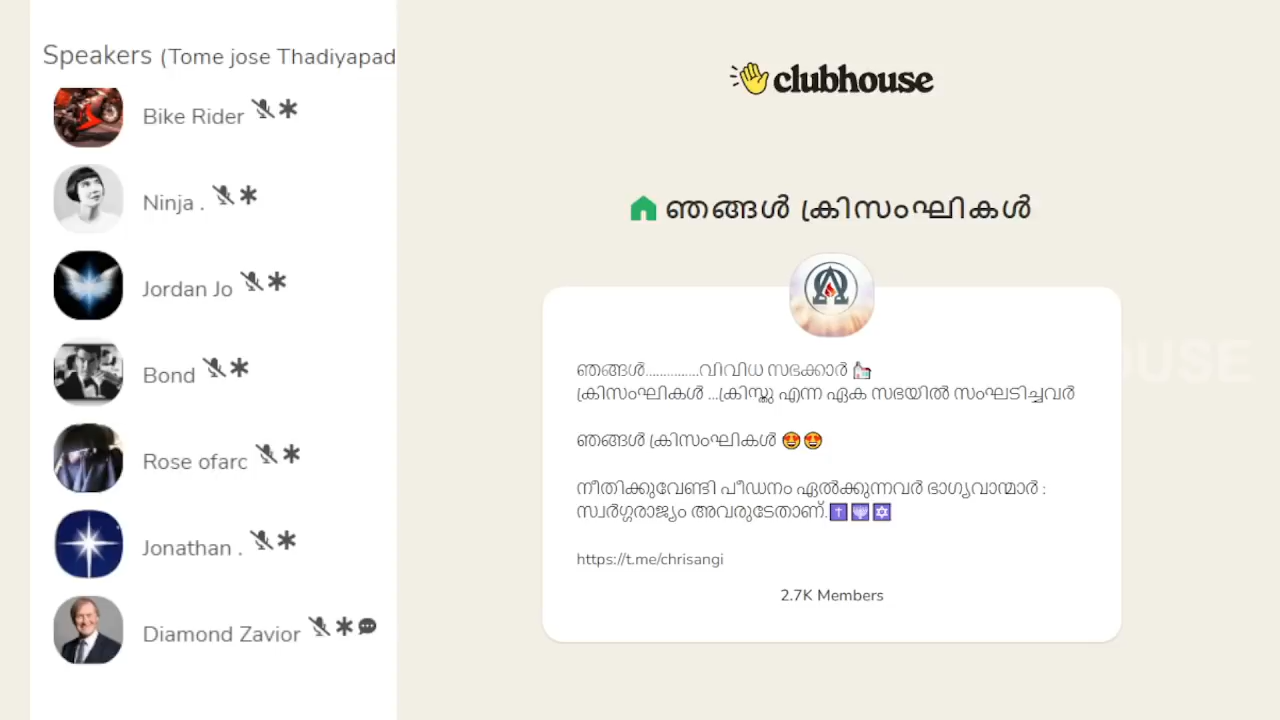 Speakers (Tome jose Thadiyapad
Bike Rider
Ninja .
Jordan Jo
Bond
Rose ofarc
Jonathan .
Diamond Zavior
clubhouse
ഞങ്ങൾ ക്രിസംഘികൾ
ഞങ്ങൾ...............വിവിധ സഭക്കാർ
ക്രിസംഘികൾ ...ക്രിസ്തു എന്ന ഏക സഭയിൽ സംഘടിച്ചവർ
ഞങ്ങൾ ക്രിസംഘികൾ 🤩🤩
നീതിക്കുവേണ്ടി പീഡനം ഏൽക്കുന്നവർ ഭാഗ്യവാന്മാർ :
സ്വർഗ്ഗരാജ്യം അവരുടേതാണ്.✝️🕎✡️
https://t.me/chrisangi
2.7K Members